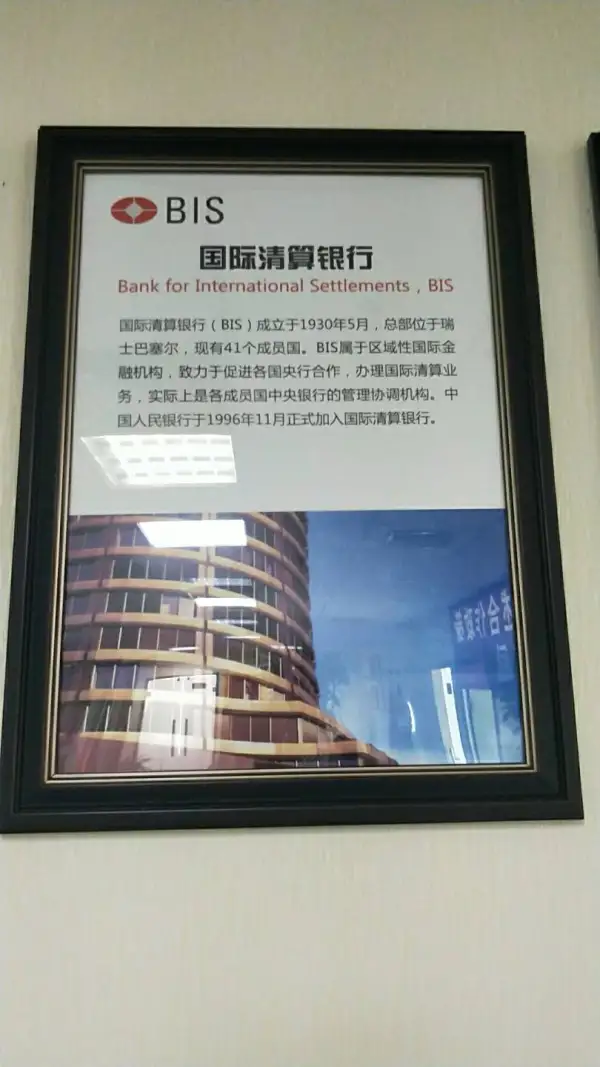 BIS
国际清算银行
Bank for International Settlements，BIS
国际清算银行（BIS）成立于1930年5月，总部位于瑞
士巴塞尔，现有41个成员国。BIS属于区域性国际金
融机构，致力于促进各国央行合作，办理国际清算业
务，实际上是各成员国中央银行的管理协调机构。中
国人民银行于1996年11月正式加入国际清算银行。